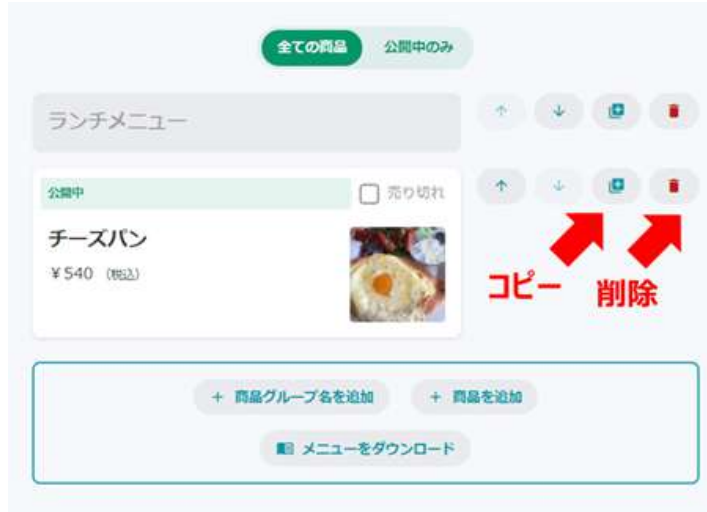 全ての商品 公開中のみ
ランチメニュー
公開中 売り切れ
チーズパン
¥540 (税込)
コピー 削除
+ 商品グループ名を追加 + 商品を追加
メニューをダウンロード